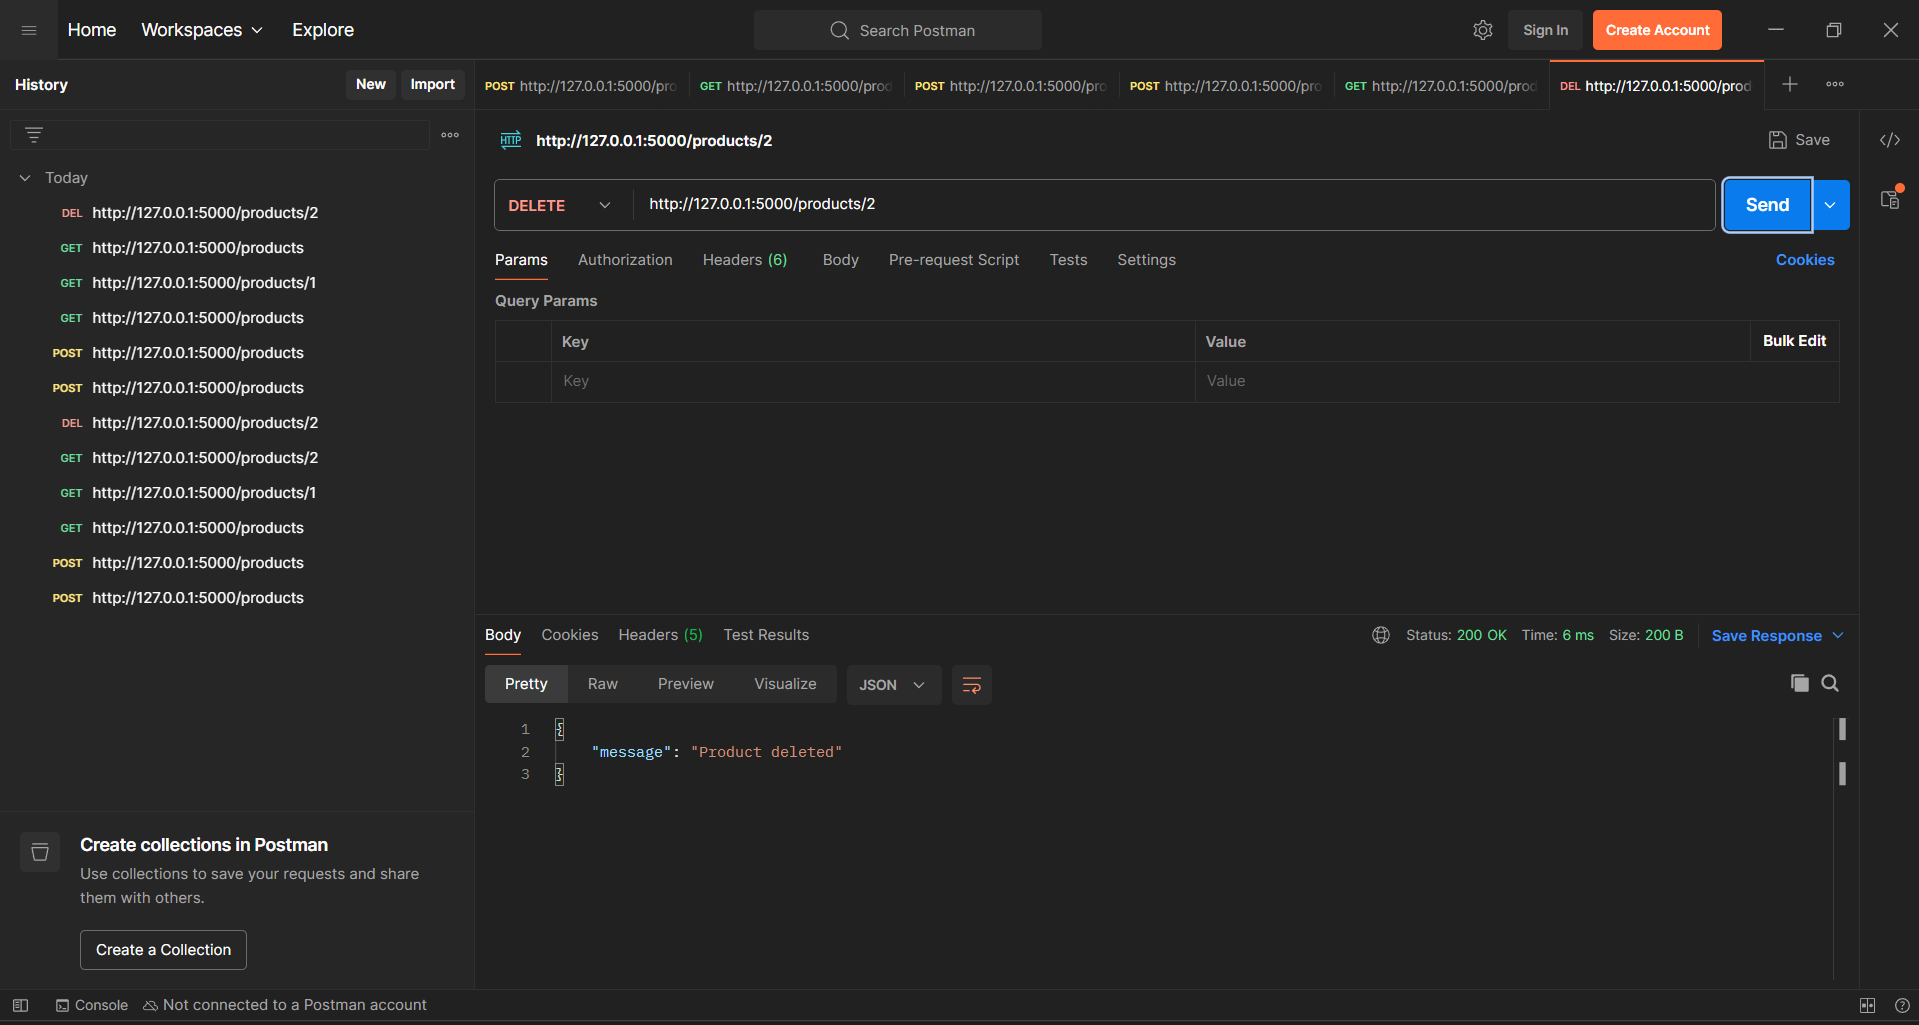 Home Workspaces Explore Search Postman Sign In Create Account
History New Import
POST http://127.0.0.1:5000/pro GET http://127.0.0.1:5000/prod POST http://127.0.0.1:5000/pro POST http://127.0.0.1:5000/pro GET http://127.0.0.1:5000/prod DEL http://127.0.0.1:5000/prod
HTTP http://127.0.0.1:5000/products/2 Save
Today
DEL http://127.0.0.1:5000/products/2
GET http://127.0.0.1:5000/products
GET http://127.0.0.1:5000/products/1
GET http://127.0.0.1:5000/products
POST http://127.0.0.1:5000/products
POST http://127.0.0.1:5000/products
DEL http://127.0.0.1:5000/products/2
GET http://127.0.0.1:5000/products/2
GET http://127.0.0.1:5000/products/1
GET http://127.0.0.1:5000/products
POST http://127.0.0.1:5000/products
POST http://127.0.0.1:5000/products
DELETE http://127.0.0.1:5000/products/2 Send
Params Authorization Headers (6) Body Pre-request Script Tests Settings Cookies
Query Params
Key Value Bulk Edit
Key Value
Body Cookies Headers (5) Test Results Status: 200 OK Time: 6 ms Size: 200 B Save Response
Pretty Raw Preview Visualize JSON
1 {
2 "message": "Product deleted"
3 }
Create collections in Postman
Use collections to save your requests and share
them with others.
Create a Collection
Console Not connected to a Postman account